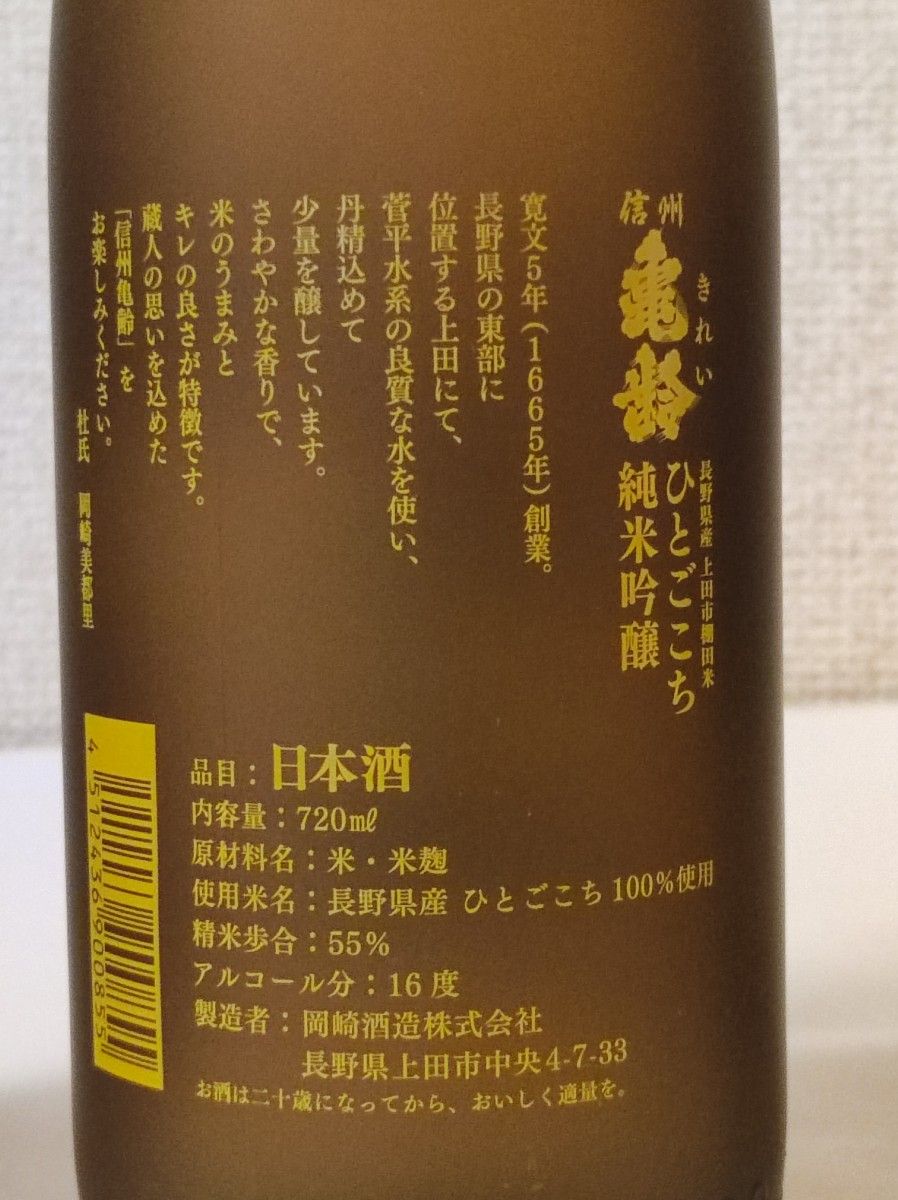 信州
亀齢
きれい
長野県産 上田市棚田米
ひとごこち
純米吟醸
寛文5年(1665年)創業。
長野県の東部に
位置する上田にて、
菅平水系の良質な水を使い、
丹精込めて
少量を醸しています。
さわやかな香りで、
米のうまみと
キレの良さが特徴です。
蔵人の思いを込めた
「信州亀齢」を
お楽しみください。
杜氏 岡崎美都里
品目:日本酒
内容量:720mℓ
原材料名:米・米麹
使用米名:長野県産 ひとごこち100%使用
精米歩合:55%
アルコール分:16度
製造者:岡崎酒造株式会社
長野県上田市中央4-7-33
お酒は二十歳になってから、おいしく適量を。
4 512436 900855